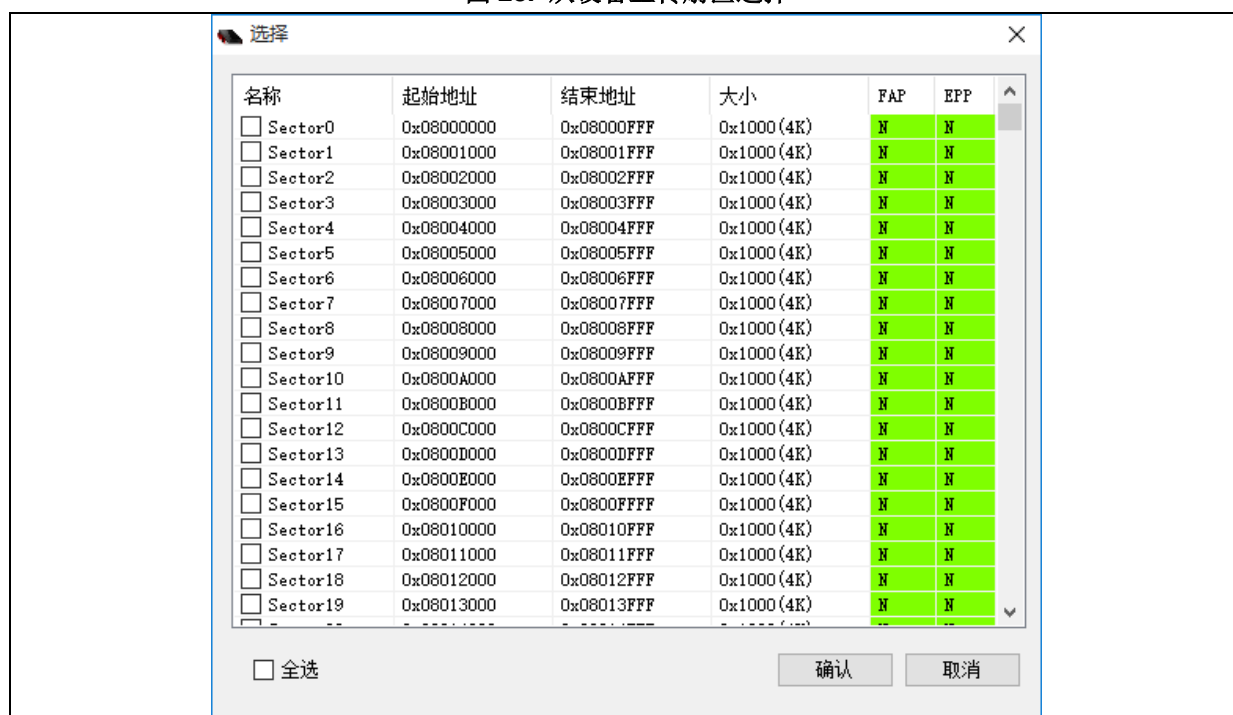 选择
名称 起始地址 结束地址 大小 FAP EPP
Sector0 0x08000000 0x08000FFF 0x1000(4K) N N
Sector1 0x08001000 0x08001FFF 0x1000(4K) N N
Sector2 0x08002000 0x08002FFF 0x1000(4K) N N
Sector3 0x08003000 0x08003FFF 0x1000(4K) N N
Sector4 0x08004000 0x08004FFF 0x1000(4K) N N
Sector5 0x08005000 0x08005FFF 0x1000(4K) N N
Sector6 0x08006000 0x08006FFF 0x1000(4K) N N
Sector7 0x08007000 0x08007FFF 0x1000(4K) N N
Sector8 0x08008000 0x08008FFF 0x1000(4K) N N
Sector9 0x08009000 0x08009FFF 0x1000(4K) N N
Sector10 0x0800A000 0x0800AFFF 0x1000(4K) N N
Sector11 0x0800B000 0x0800BFFF 0x1000(4K) N N
Sector12 0x0800C000 0x0800CFFF 0x1000(4K) N N
Sector13 0x0800D000 0x0800DFFF 0x1000(4K) N N
Sector14 0x0800E000 0x0800EFFF 0x1000(4K) N N
Sector15 0x0800F000 0x0800FFFF 0x1000(4K) N N
Sector16 0x08010000 0x08010FFF 0x1000(4K) N N
Sector17 0x08011000 0x08011FFF 0x1000(4K) N N
Sector18 0x08012000 0x08012FFF 0x1000(4K) N N
Sector19 0x08013000 0x08013FFF 0x1000(4K) N N
全选 确认 取消